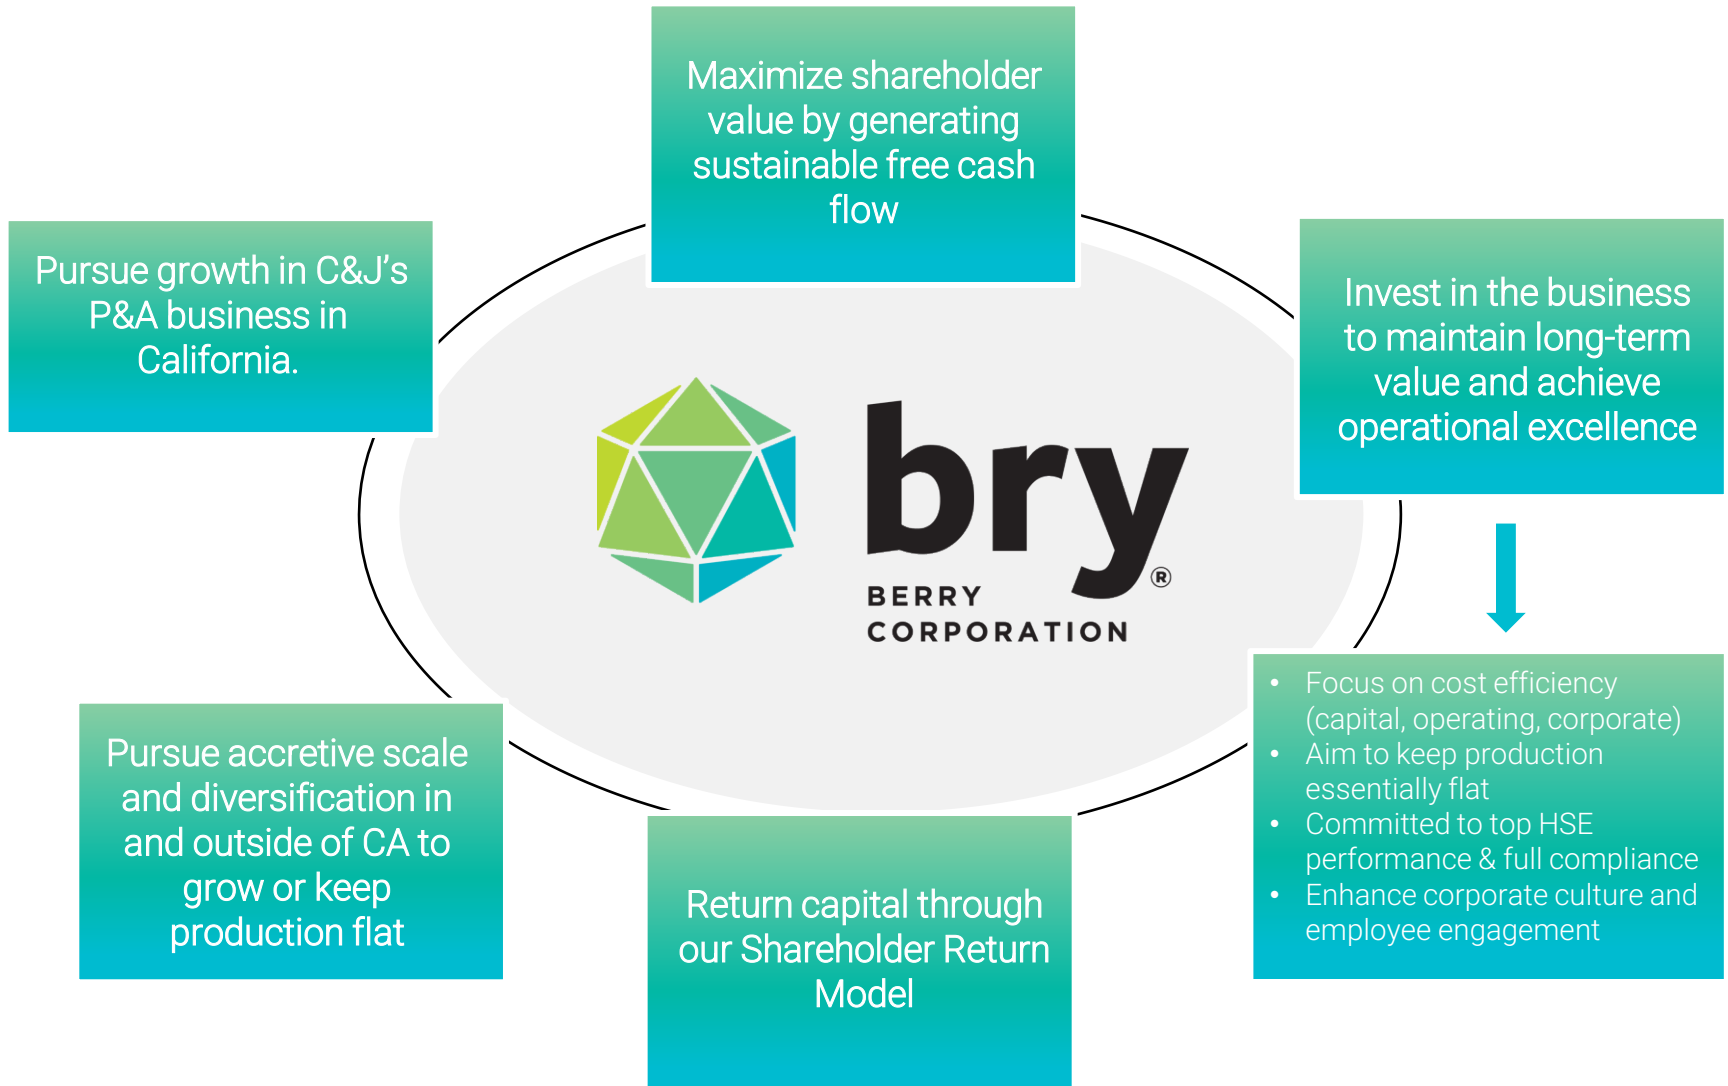 Maximize shareholder
value by generating
sustainable free cash
flow
Pursue growth in C&J’s
P&A business in
California.
Invest in the business
to maintain long-term
value and achieve
operational excellence
bry
®
BERRY
CORPORATION
• Focus on cost efficiency
(capital, operating, corporate)
• Aim to keep production
essentially flat
• Committed to top HSE
performance & full compliance
• Enhance corporate culture and
employee engagement
Pursue accretive scale
and diversification in
and outside of CA to
grow or keep
production flat
Return capital through
our Shareholder Return
Model